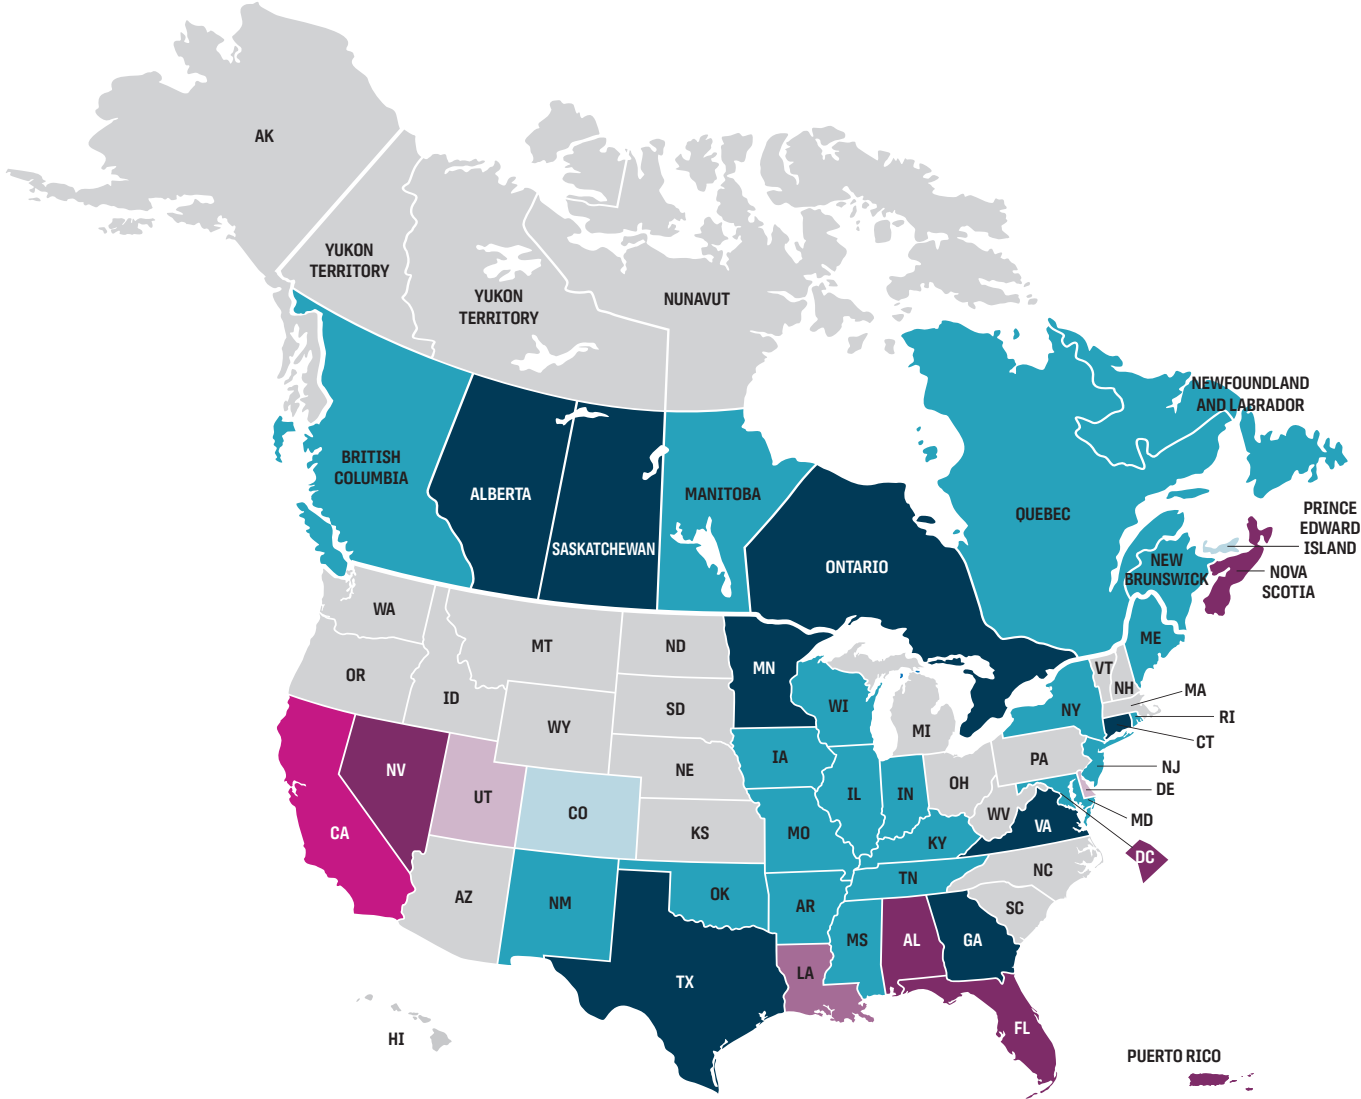 AK
YUKON
TERRITORY
YUKON
TERRITORY
NUNAVUT
NEWFOUNDLAND
AND LABRADOR
BRITISH
COLUMBIA
ALBERTA
SASKATCHEWAN
MANITOBA
ONTARIO
QUEBEC
PRINCE
EDWARD
ISLAND
NEW
BRUNSWICK
NOVA
SCOTIA
WA
MT
ND
MN
ME
VT
NH
OR
ID
WY
SD
WI
MI
NY
MA
RI
CT
NV
UT
NE
IA
PA
NJ
OH
DE
CA
CO
KS
MO
IL
IN
WV
VA
MD
KY
DC
AZ
NM
OK
AR
TN
NC
SC
MS
AL
GA
TX
LA
FL
HI
PUERTO RICO